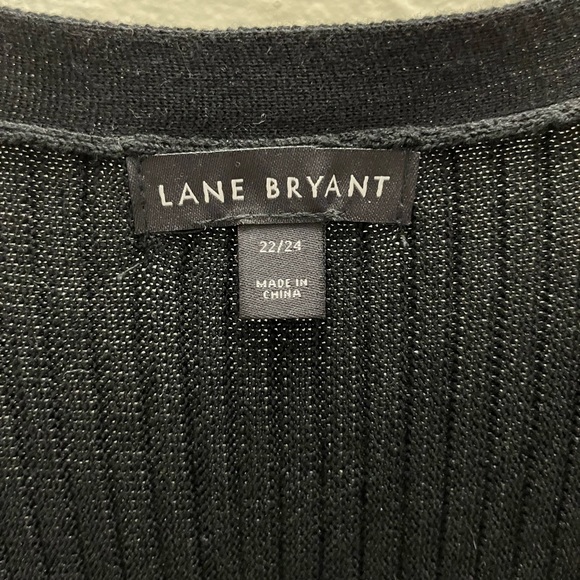 LANE BRYANT
22/24
MADE IN
CHINA